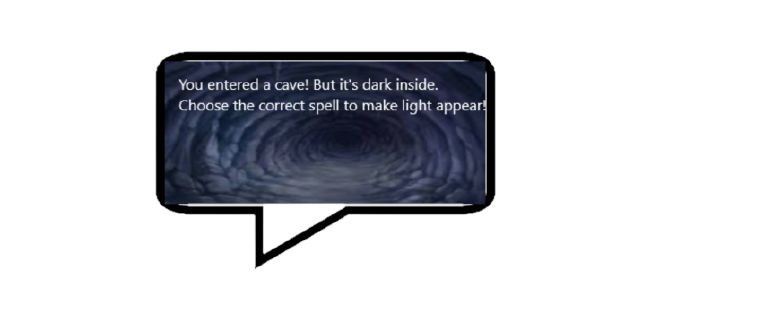 You entered a cave! But it's dark inside.
Choose the correct spell to make light appear!